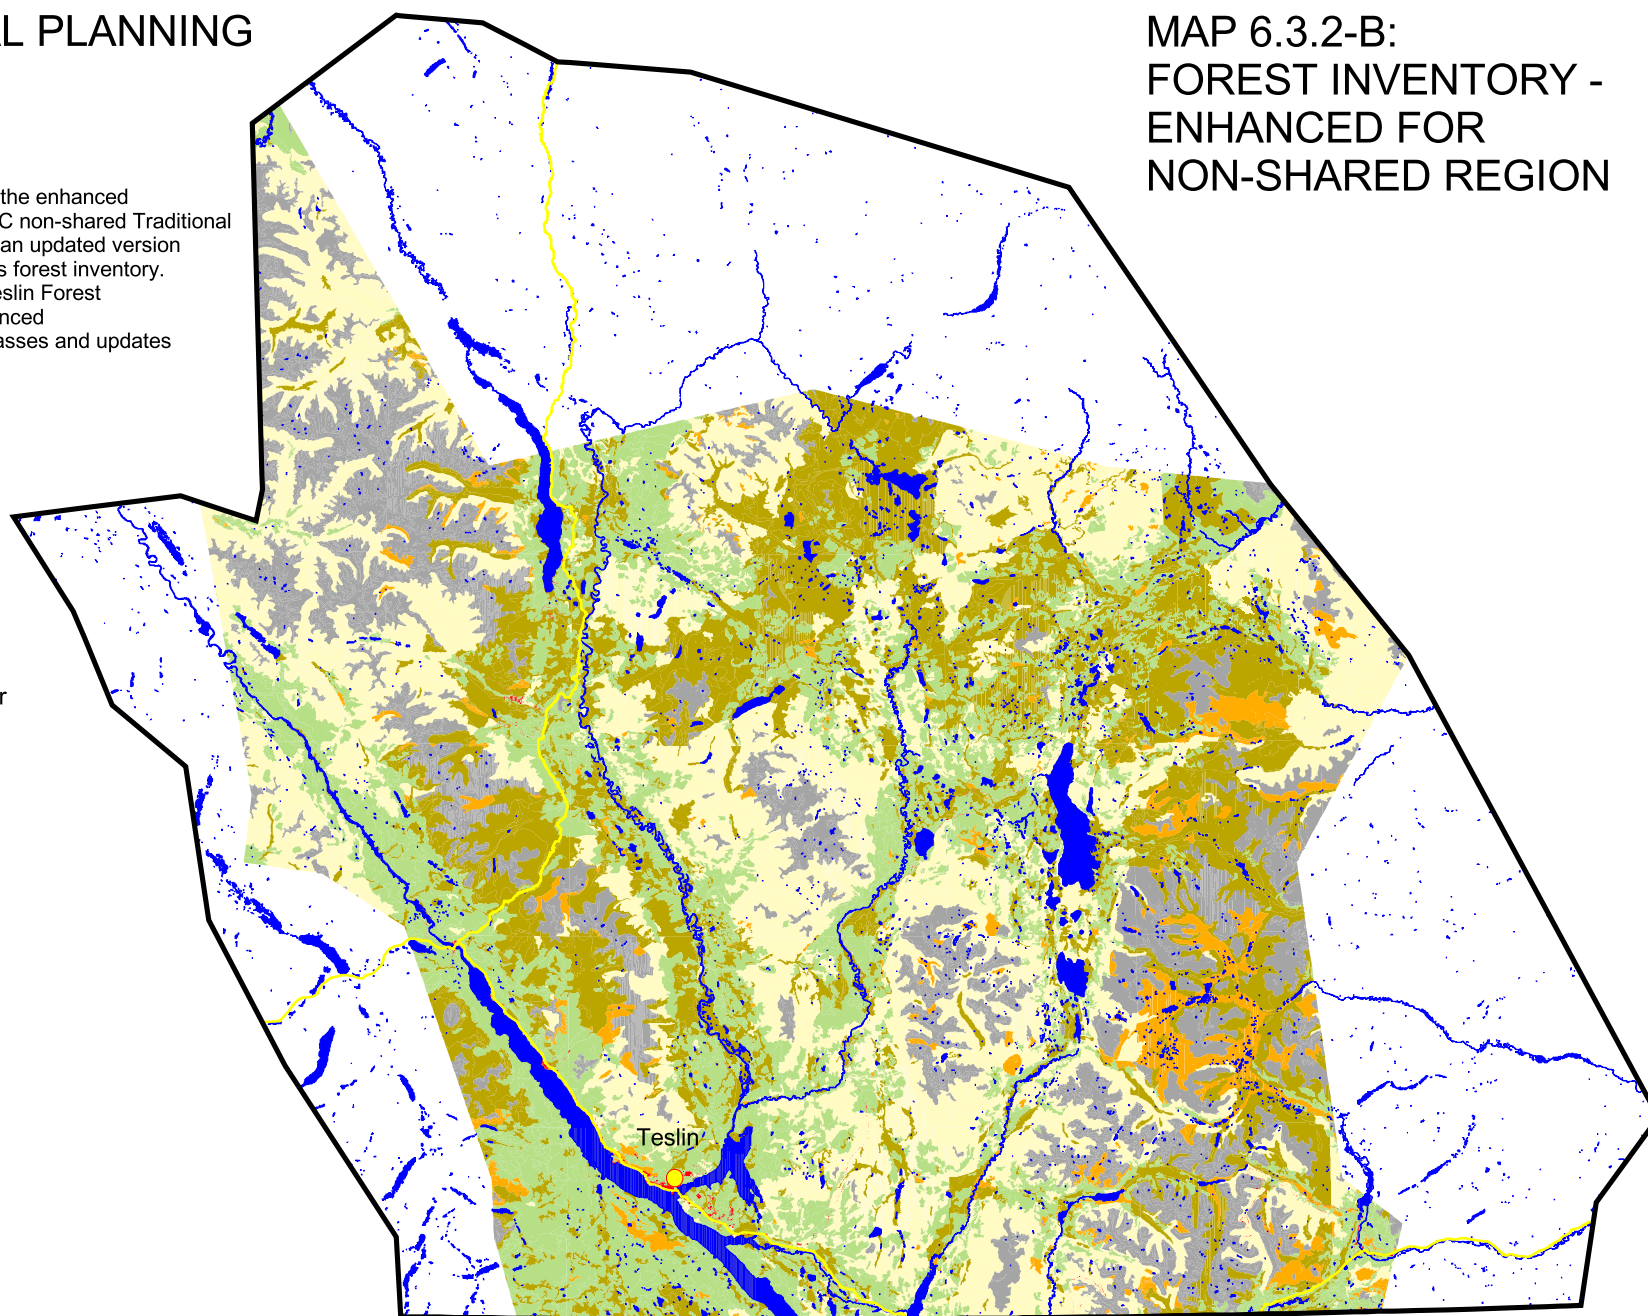 PLANNING
MAP 6.3.2-B:
FOREST INVENTORY -
ENHANCED FOR
NON-SHARED REGION
the enhanced
C non-shared Traditional
an updated version
s forest inventory.
eslin Forest
nced
asses and updates
r
Teslin